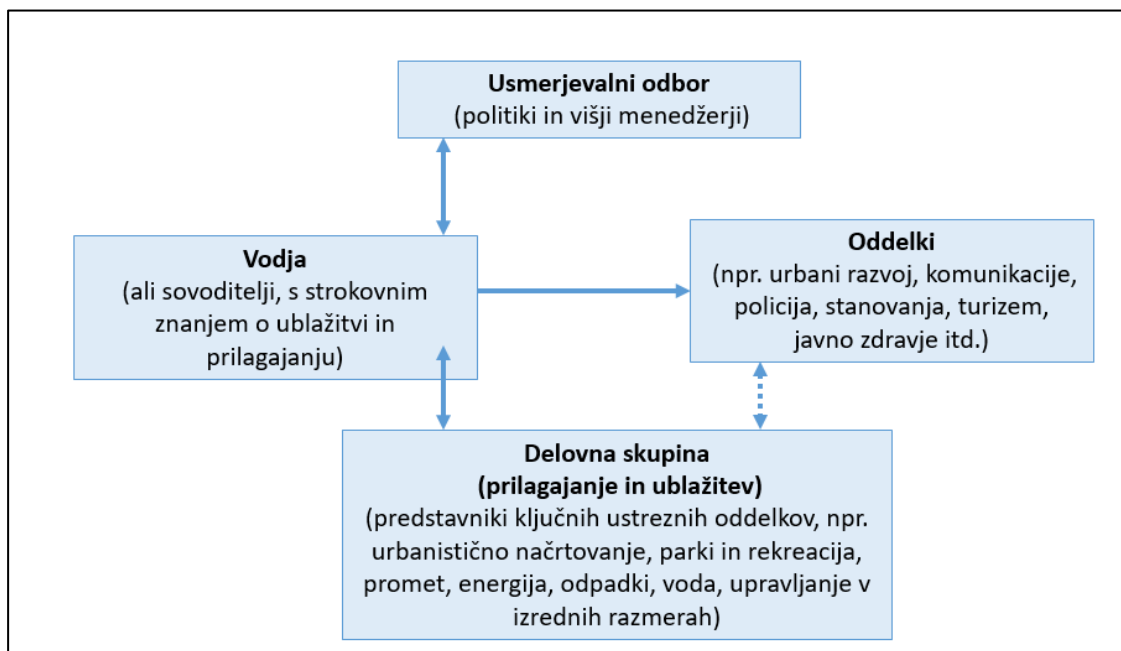 Usmerjevalni odbor
(politiki in višji menedžerji)
Vodja
(ali sovoditelji, s strokovnim
znanjem o ublažitvi in
prilagajanju)
Oddelki
(npr. urbani razvoj, komunikacije,
policija, stanovanja, turizem,
javno zdravje itd.)
Delovna skupina
(prilagajanje in ublažitev)
(predstavniki ključnih ustreznih oddelkov, npr.
urbanistično načrtovanje, parki in rekreacija,
promet, energija, odpadki, voda, upravljanje v
izrednih razmerah)